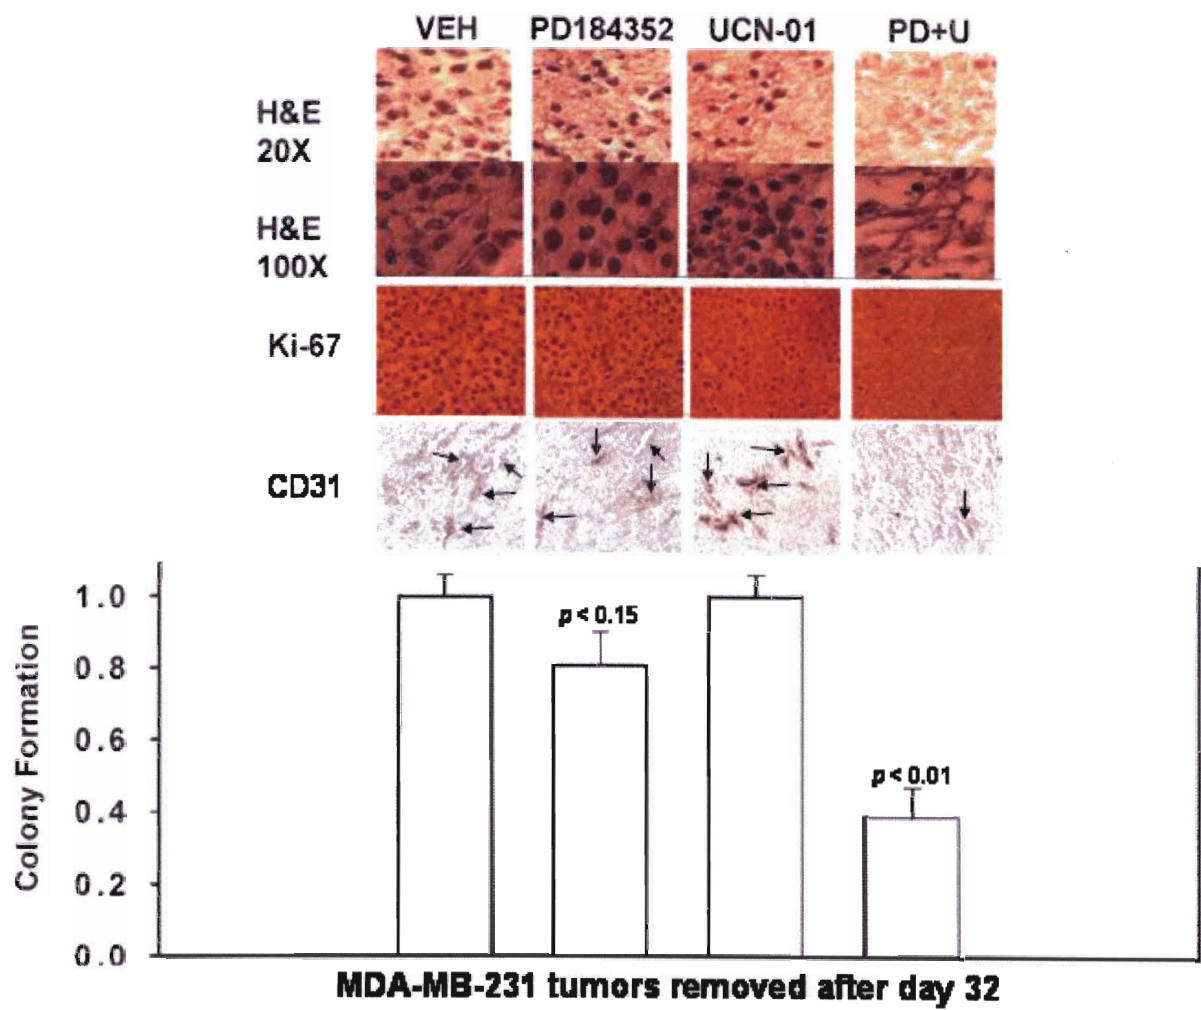 VEH PD184352 UCN-01 PD+U
H&E
20X
H&E
100X
Ki-67
CD31
Colony Formation
1.0
0.8
0.6
0.4
0.2
0.0
p < 0.15
p < 0.01
MDA-MB-231 tumors removed after day 32